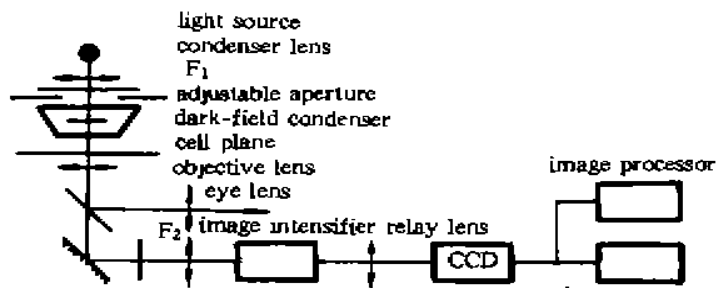 light source
condenser lens
F₁
adjustable aperture
dark-field condenser
cell plane
objective lens
eye lens
image processor
F₂ image intensifier relay lens
CCD